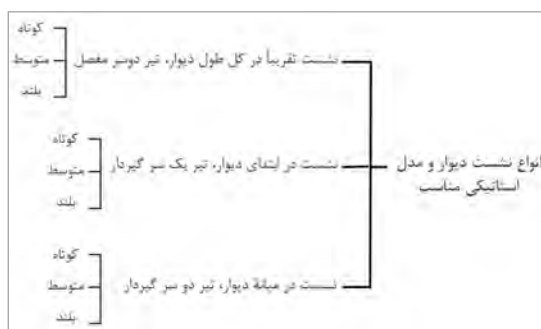 انواع نشست دیوار و مدل
استاتیکی مناسب
نشست تقریباً در کل طول دیوار، تیر دوسر مفصل
کوتاه
متوسط
بلند
نشست در ابتدای دیوار، تیر یک سر گیردار
کوتاه
متوسط
بلند
نشست در میانهٔ دیوار، تیر دو سر گیردار
کوتاه
متوسط
بلند